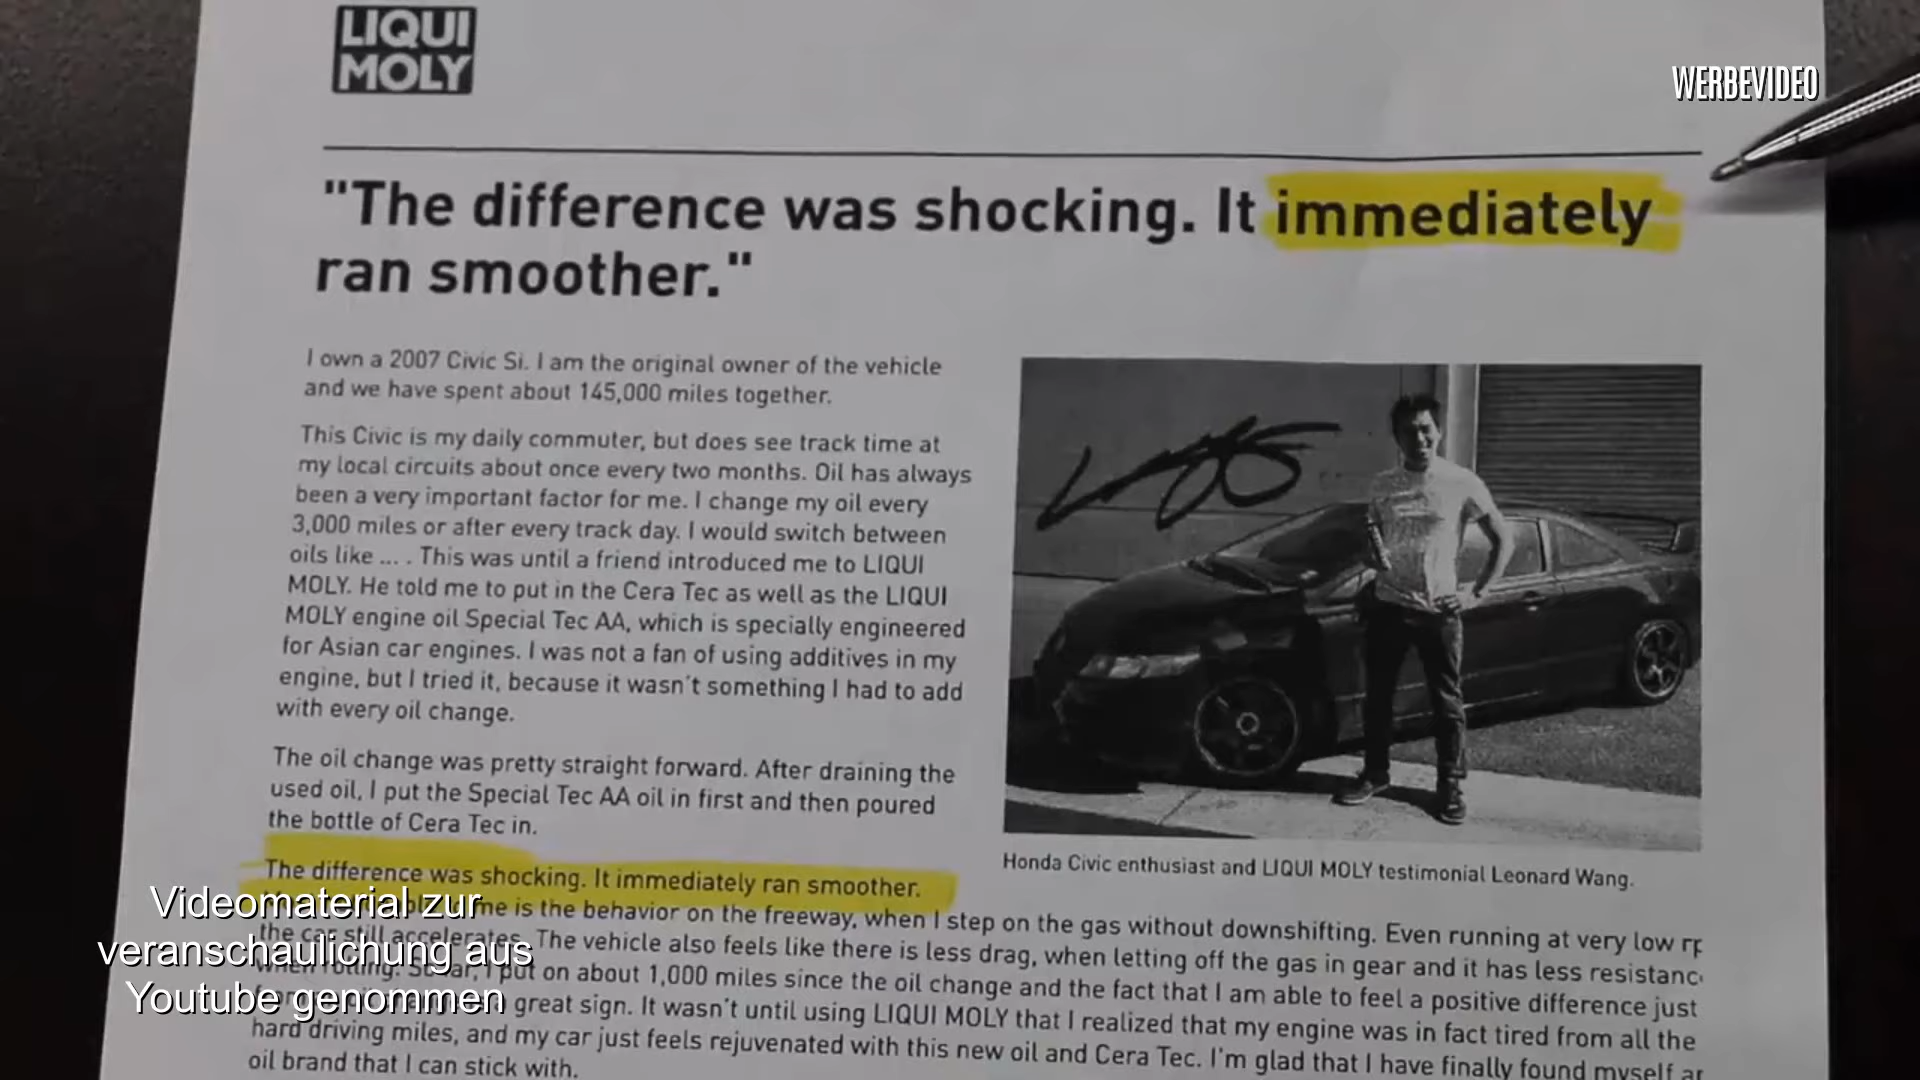 LIQUI
MOLY
WERBEVIDEO
"The difference was shocking. It immediately
ran smoother."
I own a 2007 Civic Si. I am the original owner of the vehicle
and we have spent about 145,000 miles together.
This Civic is my daily commuter, but does see track time at
my local circuits about once every two months. Oil has always
been a very important factor for me. I change my oil every
3,000 miles or after every track day. I would switch between
oils like ... . This was until a friend introduced me to LIQUI
MOLY. He told me to put in the Cera Tec as well as the LIQUI
MOLY engine oil Special Tec AA, which is specially engineered
for Asian car engines. I was not a fan of using additives in my
engine, but I tried it, because it wasn't something I had to add
with every oil change.
The oil change was pretty straight forward. After draining the
used oil, I put the Special Tec AA oil in first and then poured
the bottle of Cera Tec in.
Honda Civic enthusiast and LIQUI MOLY testimonial Leonard Wang.
The difference was shocking. It immediately ran smoother.
me is the behavior on the freeway, when I step on the gas without downshifting. Even running at very low
the car still accelerates. The vehicle also feels like there is less drag, when letting off the gas in gear and it has less
when rolling. So far, I put on about 1,000 miles since the oil change and the fact that I am able to feel a positive difference just
great sign. It wasn't until using LIQUI MOLY that I realized that my engine was in fact tired from all the
hard driving miles, and my car just feels rejuvenated with this new oil and Cera Tec. I'm glad that I have finally found myself
oil brand that I can stick with.
Videomaterial zur
veranschaulichung aus
Youtube genommen